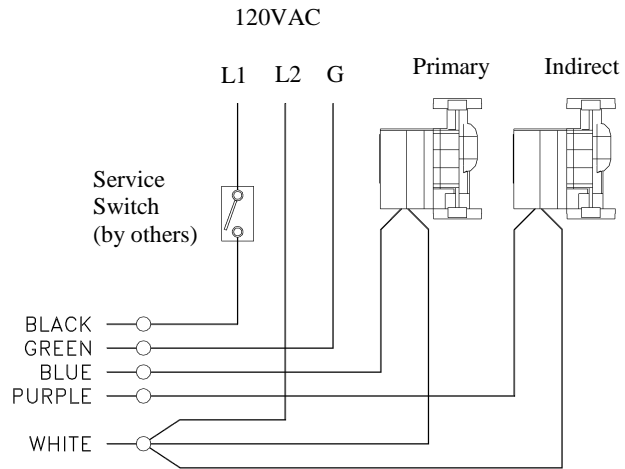 120VAC
L1 L2 G
Primary Indirect
Service
Switch
(by others)
BLACK
GREEN
BLUE
PURPLE
WHITE